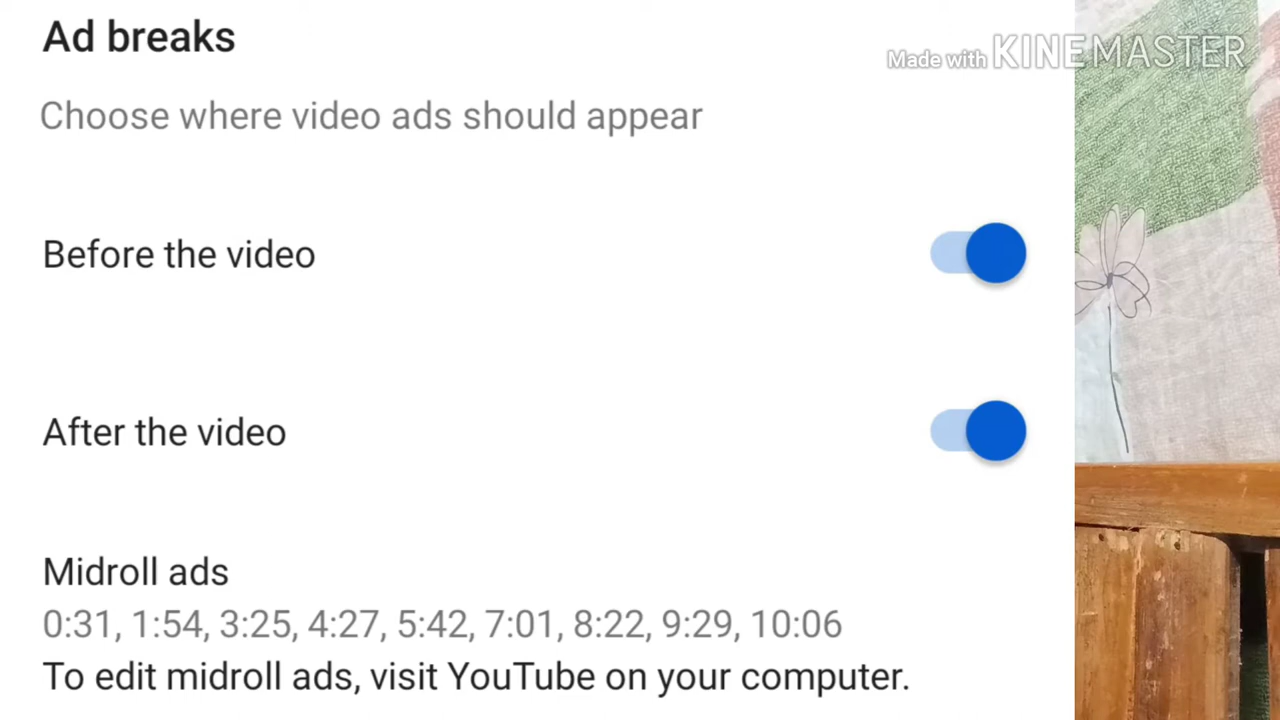 Ad breaks
Made with KINEMASTER
Choose where video ads should appear
Before the video
After the video
Midroll ads
0:31, 1:54, 3:25, 4:27, 5:42, 7:01, 8:22, 9:29, 10:06
To edit midroll ads, visit YouTube on your computer.